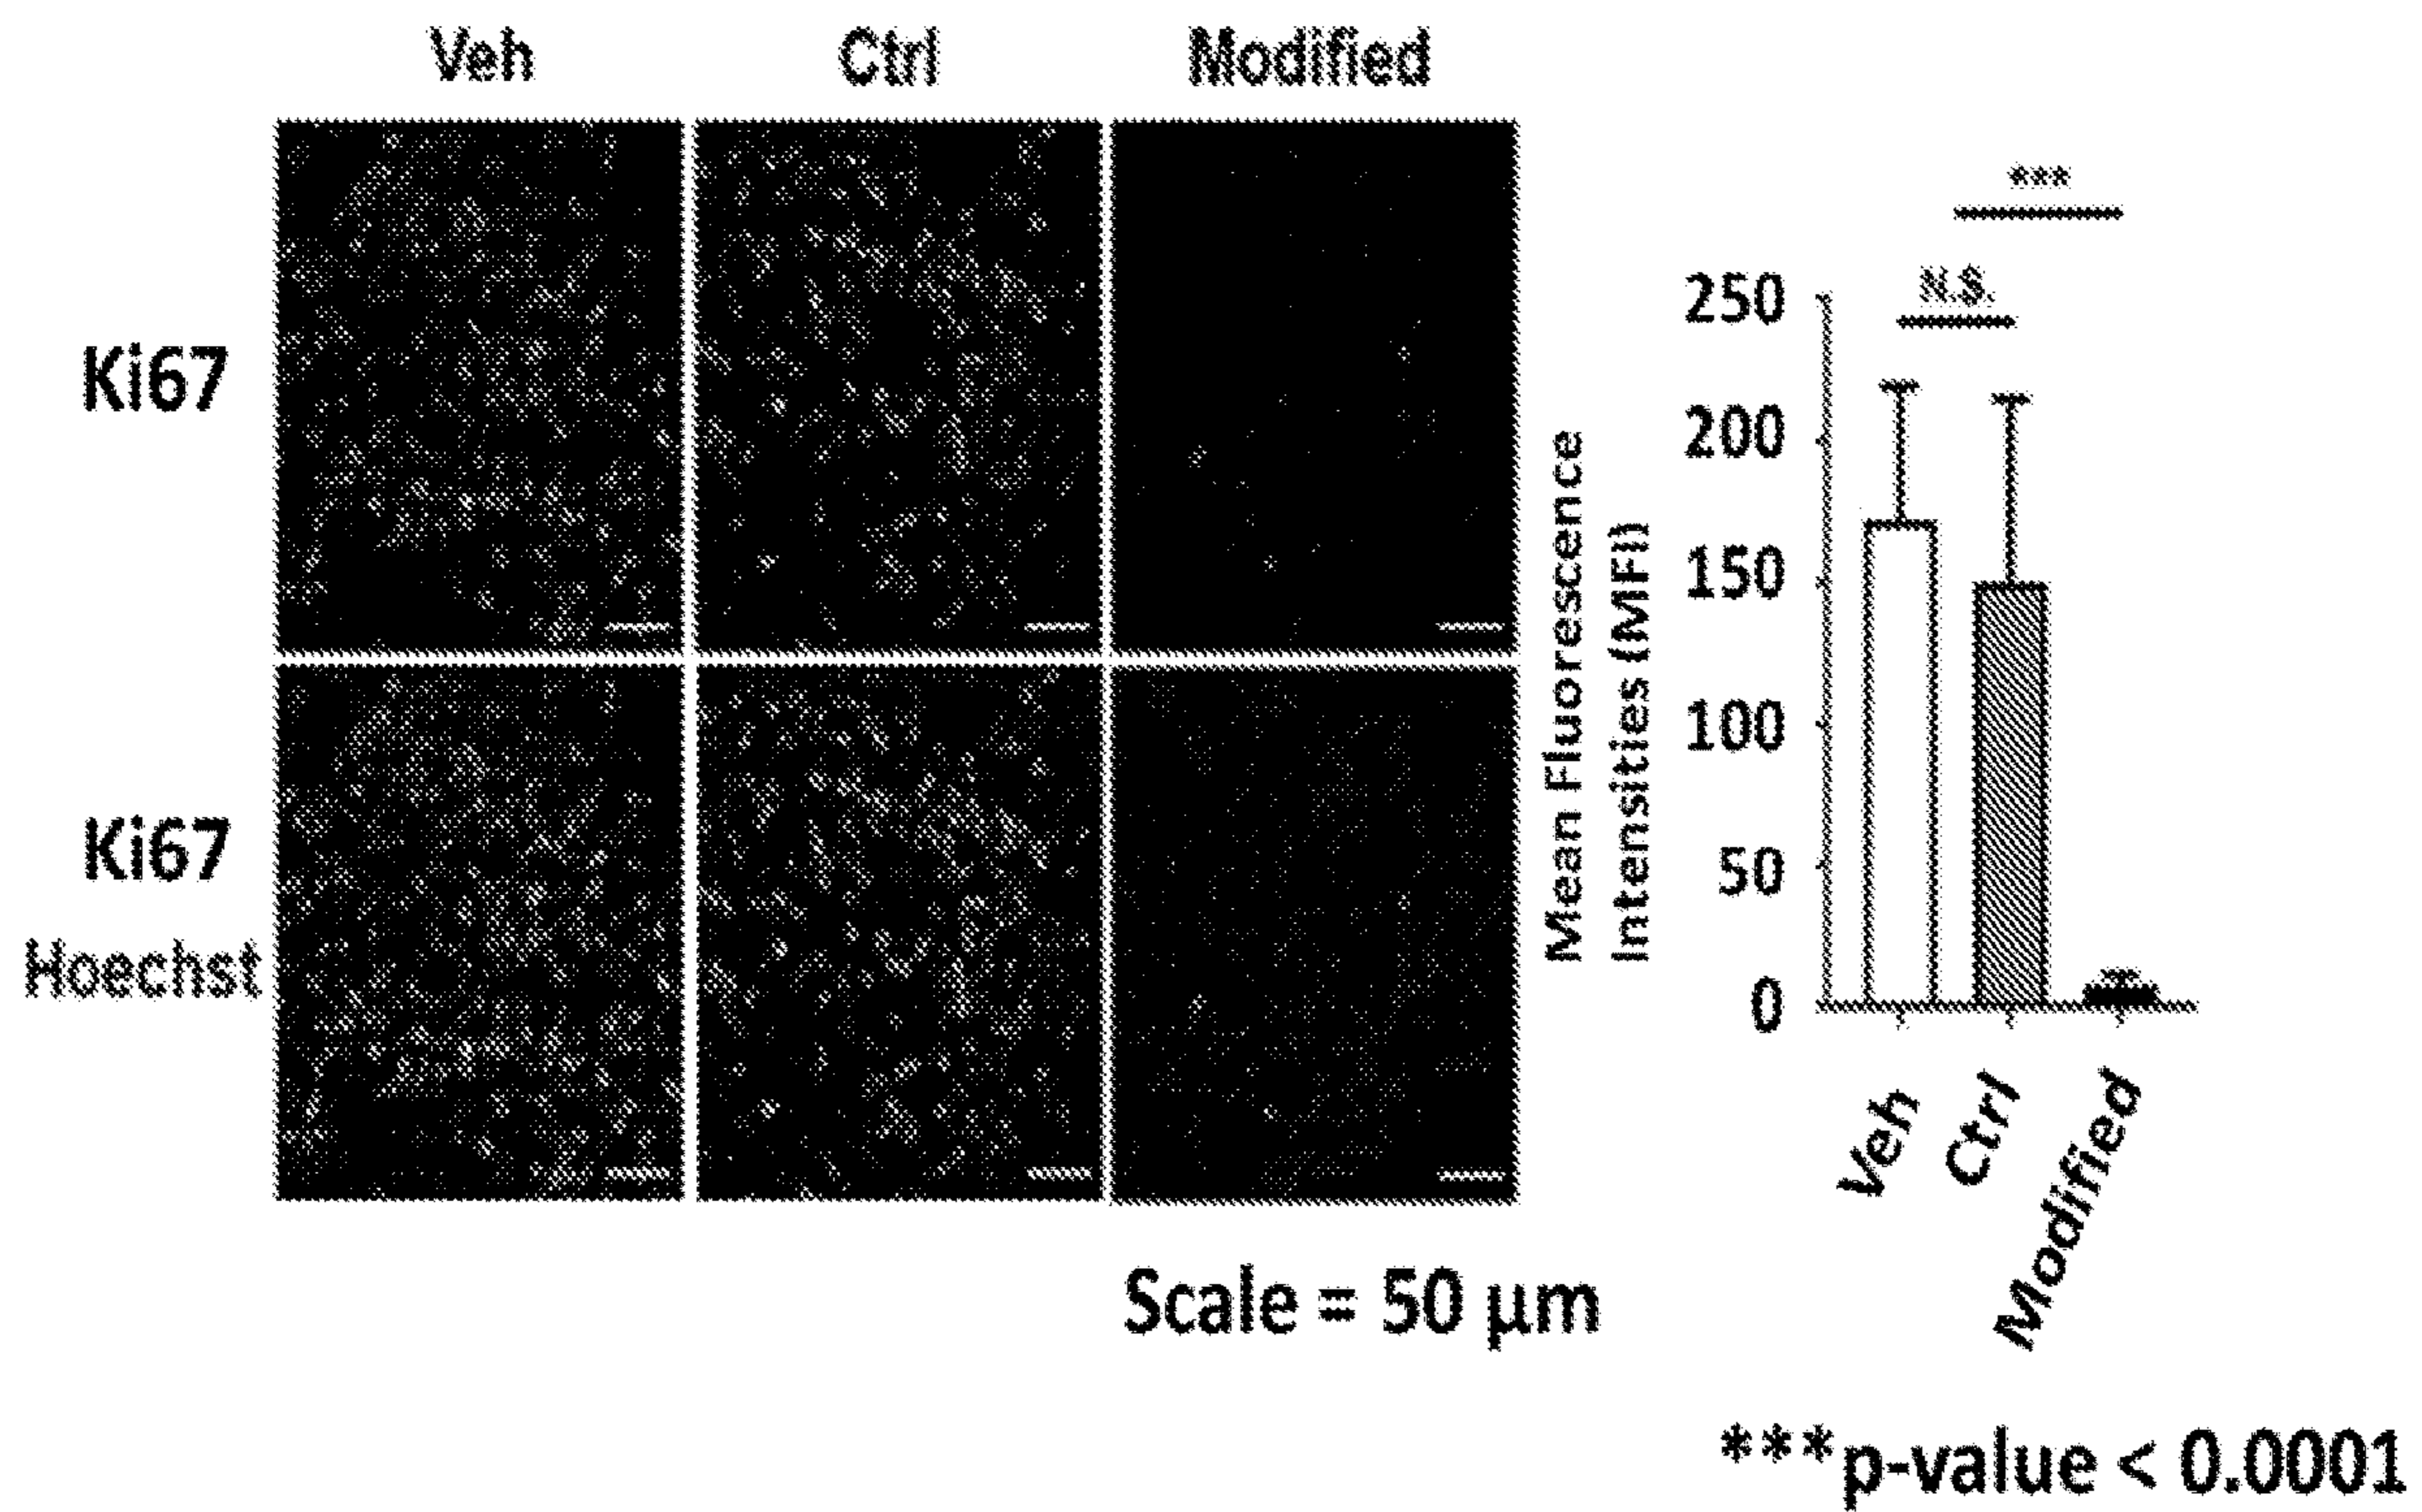 Veh
Ctrl
Modified
Ki67
Ki67
Hoechst
Scale = 50 µm
Mean Fluorescence
Intensities (MFI)
***
N.S.
250
200
150
100
50
0
Veh
Ctrl
Modified
***p-value < 0.0001